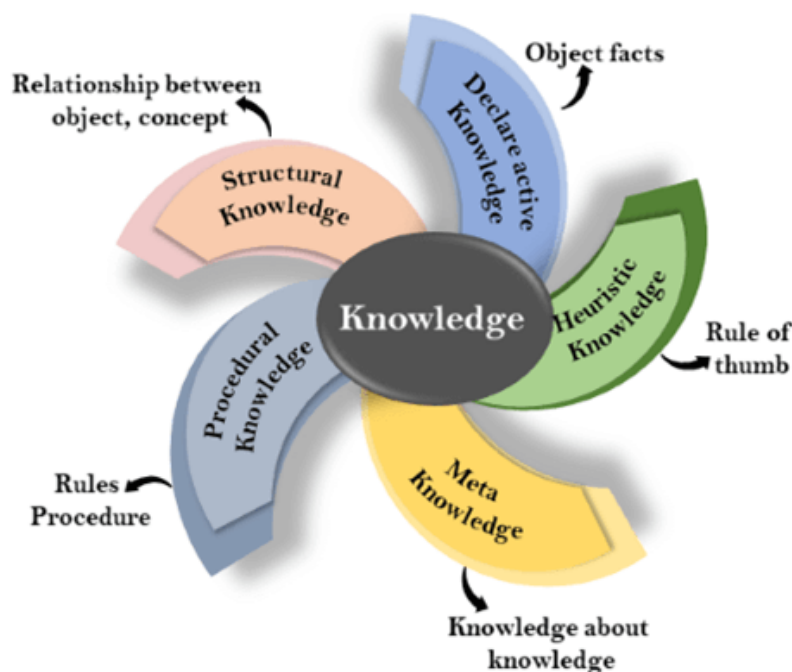 Object facts
Declare active
Knowledge
Relationship between
object, concept
Structural
Knowledge
Knowledge
Heuristic
Knowledge
Rule of
thumb
Procedural
Knowledge
Rules
Procedure
Meta
Knowledge
Knowledge about
knowledge